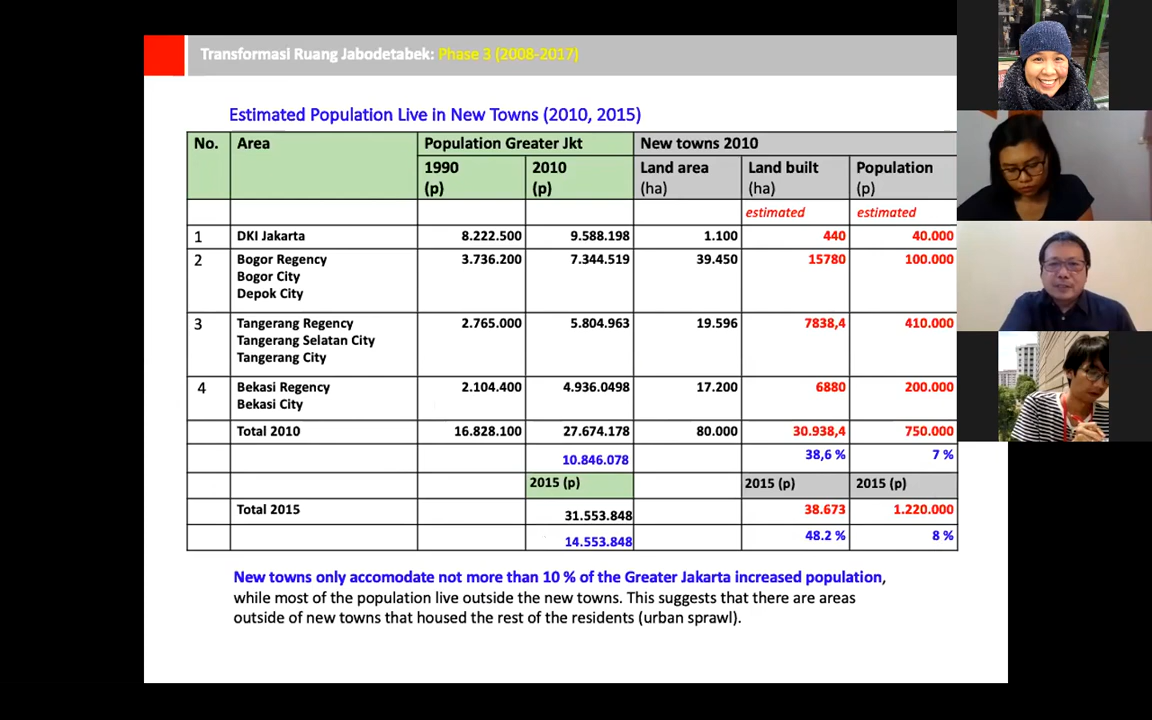 Transformasi Ruang Jabodetabek: Phase 3 (2008-2017)
Estimated Population Live in New Towns (2010, 2015)
No. Area Population Greater Jkt New towns 2010
1990 2010 Land area Land built Population
(p) (p) (ha) (ha) (p)
estimated estimated
1 DKI Jakarta 8.222.500 9.588.198 1.100 440 40.000
2 Bogor Regency 3.736.200 7.344.519 39.450 15780 100.000
Bogor City
Depok City
3 Tangerang Regency 2.765.000 5.804.963 19.596 7838,4 410.000
Tangerang Selatan City
Tangerang City
4 Bekasi Regency 2.104.400 4.936.0498 17.200 6880 200.000
Bekasi City
Total 2010 16.828.100 27.674.178 80.000 30.938,4 750.000
10.846.078 38,6 % 7 %
2015 (p) 2015 (p) 2015 (p)
Total 2015 31.553.848 38.673 1.220.000
14.553.848 48.2 % 8 %
New towns only accomodate not more than 10 % of the Greater Jakarta increased population,
while most of the population live outside the new towns. This suggests that there are areas
outside of new towns that housed the rest of the residents (urban sprawl).